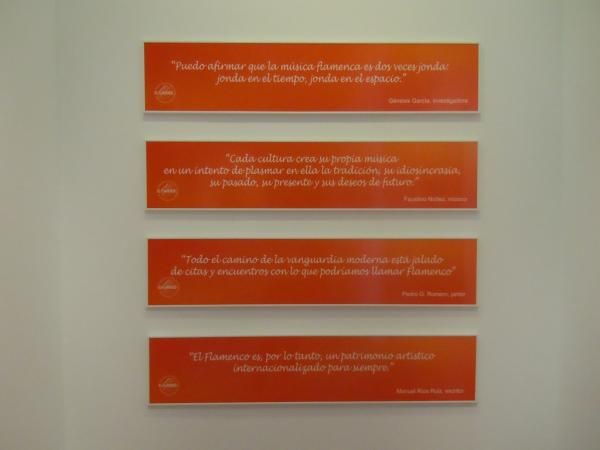 "Puedo afirmar que la música flamenca es dos veces jonda:
jonda en el tiempo, jonda en el espacio."
Génesis García, investigadora
"Cada cultura crea su propia música
en un intento de plasmar en ella la tradición, su idiosincrasia,
su pasado, su presente y sus deseos de futuro."
Faustino Núñez, músico
"Todo el camino de la vanguardia moderna está jalado
de citas y encuentros con lo que podríamos llamar Flamenco"
Pedro G. Romero, pintor
"El Flamenco es, por lo tanto, un patrimonio artístico
internacionalizado para siempre."
Manuel Ríos Ruiz, escritor